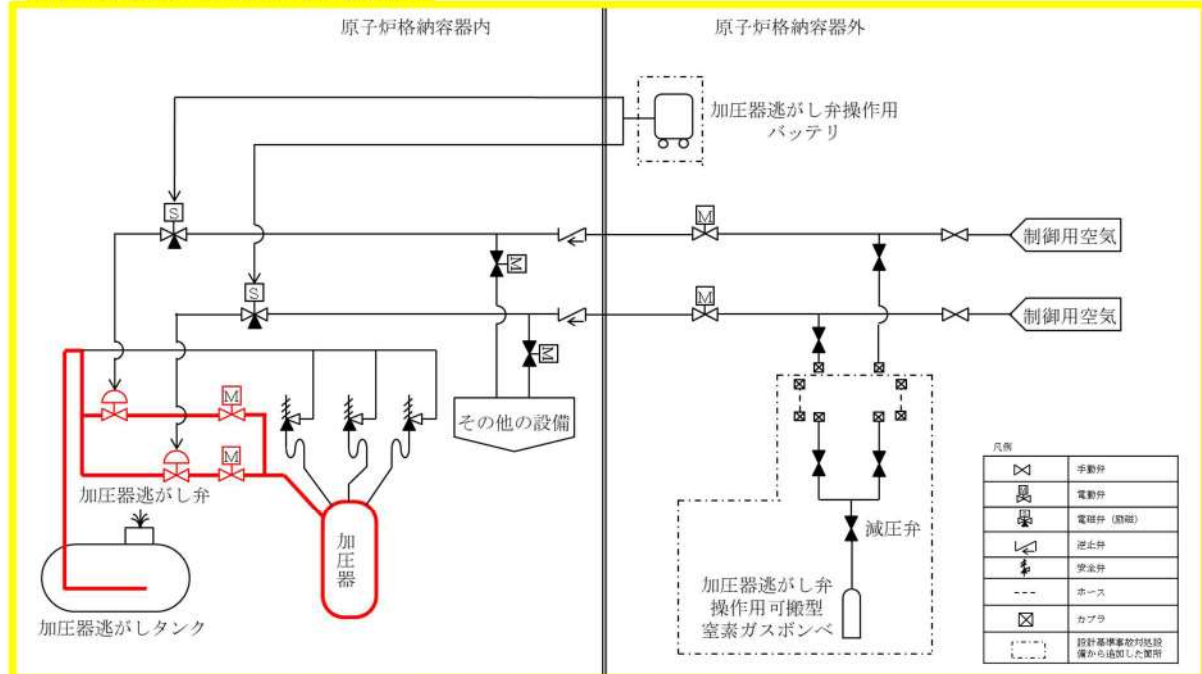 原子炉格納容器内
原子炉格納容器外
加圧器逃がし弁操作用
バッテリ
S
M
制御用空気
M
S
M
制御用空気
M
M
M
その他の設備
加圧器逃がし弁
加圧器
加圧器逃がしタンク
減圧弁
加圧器逃がし弁
操作用可搬型
窒素ガスボンベ
凡例
手動弁
電動弁
電磁弁（励磁）
逆止弁
安全弁
ホース
カプラ
設計基準事故対処設
備から追加した箇所